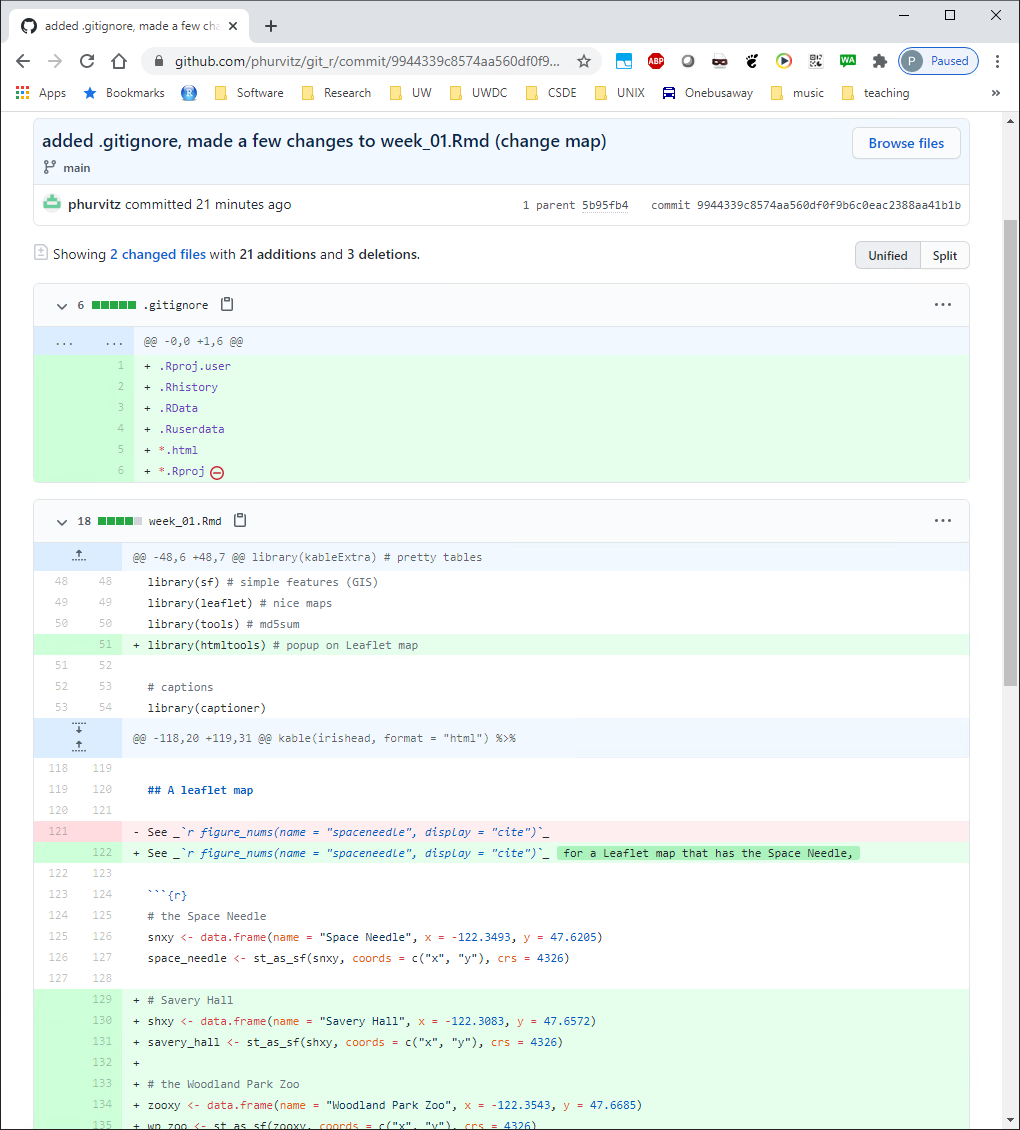 added .gitignore, made a few cha
github.com/phurvitz/git_r/commit/9944339c8574aa560df0f9...
ABP
WA
P Paused
Apps Bookmarks R Software Research UW UWDC CSDE UNIX Onebusaway music teaching »
added .gitignore, made a few changes to week_01.Rmd (change map)
Browse files
main
phurvitz committed 21 minutes ago
1 parent 5b95fb4 commit 9944339c8574aa560df0f9b6c0eac2388aa41b1b
Showing 2 changed files with 21 additions and 3 deletions.
Unified Split
6 .gitignore
... ... @@ -0,0 +1,6 @@
1 + .Rproj.user
2 + .Rhistory
3 + .RData
4 + .Ruserdata
5 + *.html
6 + *.Rproj
18 week_01.Rmd
@@ -48,6 +48,7 @@ library(kableExtra) # pretty tables
48 48 library(sf) # simple features (GIS)
49 49 library(leaflet) # nice maps
50 50 library(tools) # md5sum
51 + library(htmltools) # popup on Leaflet map
51 52
52 53 # captions
53 54 library(captioner)
@@ -118,20 +119,31 @@ kable(irishead, format = "html") %>%
118 119
119 120 ## A leaflet map
120 121
121 - See _`r figure_nums(name = "spaceneedle", display = "cite")`_
122 + See _`r figure_nums(name = "spaceneedle", display = "cite")`_ for a Leaflet map that has the Space Needle,
122 123
123 124 ```{r}
124 125 # the Space Needle
125 126 snxy <- data.frame(name = "Space Needle", x = -122.3493, y = 47.6205)
126 127 space_needle <- st_as_sf(snxy, coords = c("x", "y"), crs = 4326)
127 128
129 + # Savery Hall
130 + shxy <- data.frame(name = "Savery Hall", x = -122.3083, y = 47.6572)
131 + savery_hall <- st_as_sf(shxy, coords = c("x", "y"), crs = 4326)
132 +
133 + # the Woodland Park Zoo
134 + zooxy <- data.frame(name = "Woodland Park Zoo", x = -122.3543, y = 47.6685)
135 + wp_zoo <- st_as_sf(zooxy, coords = c("x", "y"), crs = 4326)